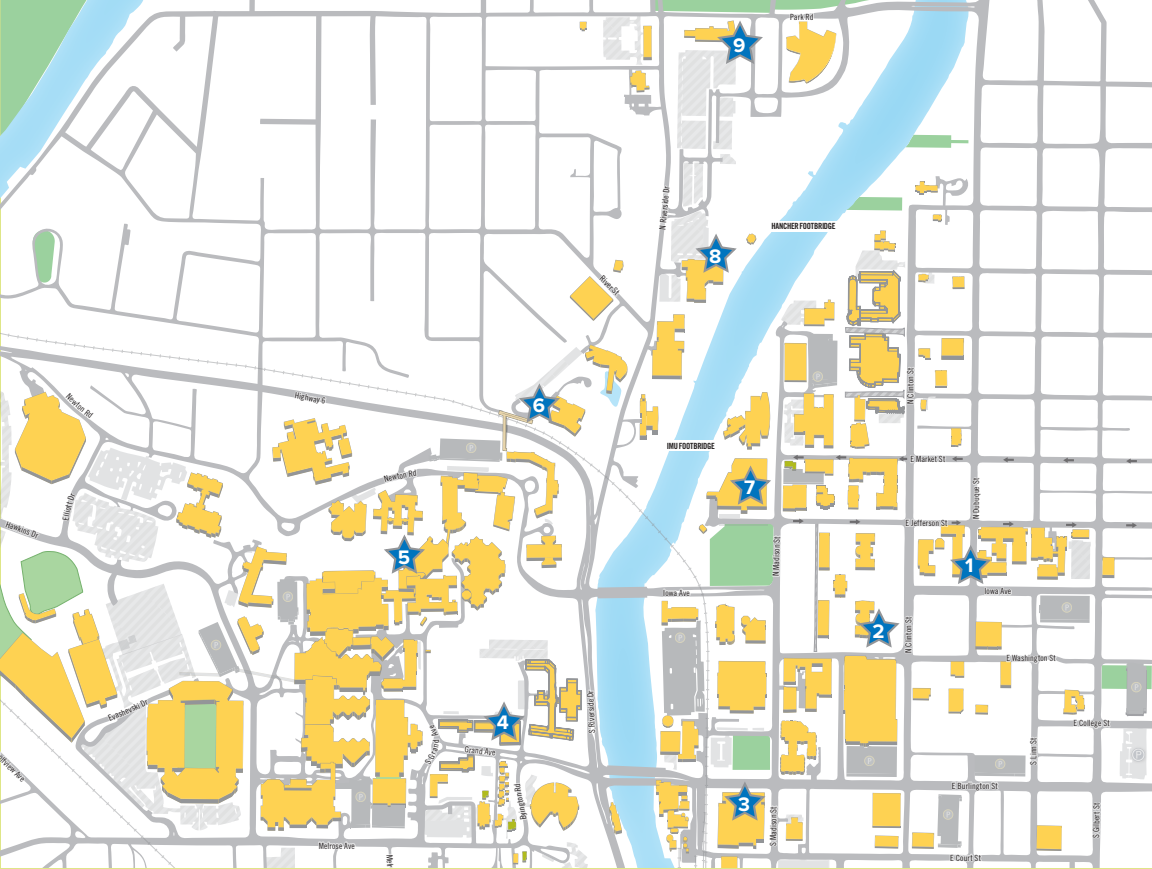 Park Rd
9
N Riverside Dr
HANCHER FOOTBRIDGE
8
River St
Highway 6
6
N Clinton St
Newton Rd
IMU FOOTBRIDGE
E Market St
Newton Rd
7
N Dubuque St
Elliott Dr
Hawkins Dr
E Jefferson St
5
N Madison St
1
Iowa Ave
Iowa Ave
P
P
P
2
N Clinton St
P
P
E Washington St
P
Evashevski Dr
S Riverside Dr
4
E College St
S Grand Ave
Grand Ave
S Linn St
P
P
P
E Burlington St
Byington Rd
3
P
S Madison St
P
S Gilbert St
Melrose Ave
E Court St